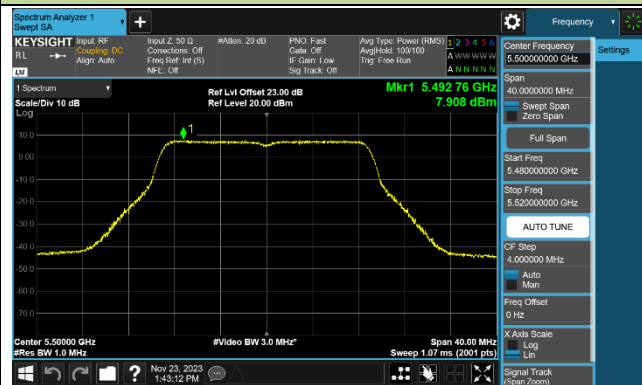 Spectrum Analyzer 1
Swept SA
+
Frequency
KEYSIGHT
Input: RF
Coupling: DC
Align: Auto
RL
LXI
Input Z: 50 Ω
Corrections: Off
Freq Ref: Int (S)
NFE: Off
#Atten: 20 dB
PNO: Fast
Gate: Off
IF Gain: Low
Sig Track: Off
Avg Type: Power (RMS)
Avg|Hold: 100/100
Trig: Free Run
1 2 3 4 5 6
A W W W W W
A N N N N N
1 Spectrum
Scale/Div 10 dB
Log
Ref Lvl Offset 23.00 dB
Ref Level 20.00 dBm
Mkr1 5.492 76 GHz
7.908 dBm
1
10.0
0.00
-10.0
-20.0
-30.0
-40.0
-50.0
-60.0
-70.0
Center 5.50000 GHz
#Res BW 1.0 MHz
#Video BW 3.0 MHz*
Span 40.00 MHz
Sweep 1.07 ms (2001 pts)
Nov 23, 2023
1:43:12 PM
Center Frequency
5.500000000 GHz
Settings
Span
40.0000000 MHz
Swept Span
Zero Span
Full Span
Start Freq
5.480000000 GHz
Stop Freq
5.520000000 GHz
AUTO TUNE
CF Step
4.000000 MHz
Auto
Man
Freq Offset
0 Hz
X Axis Scale
Log
Lin
Signal Track
(Span Zoom)